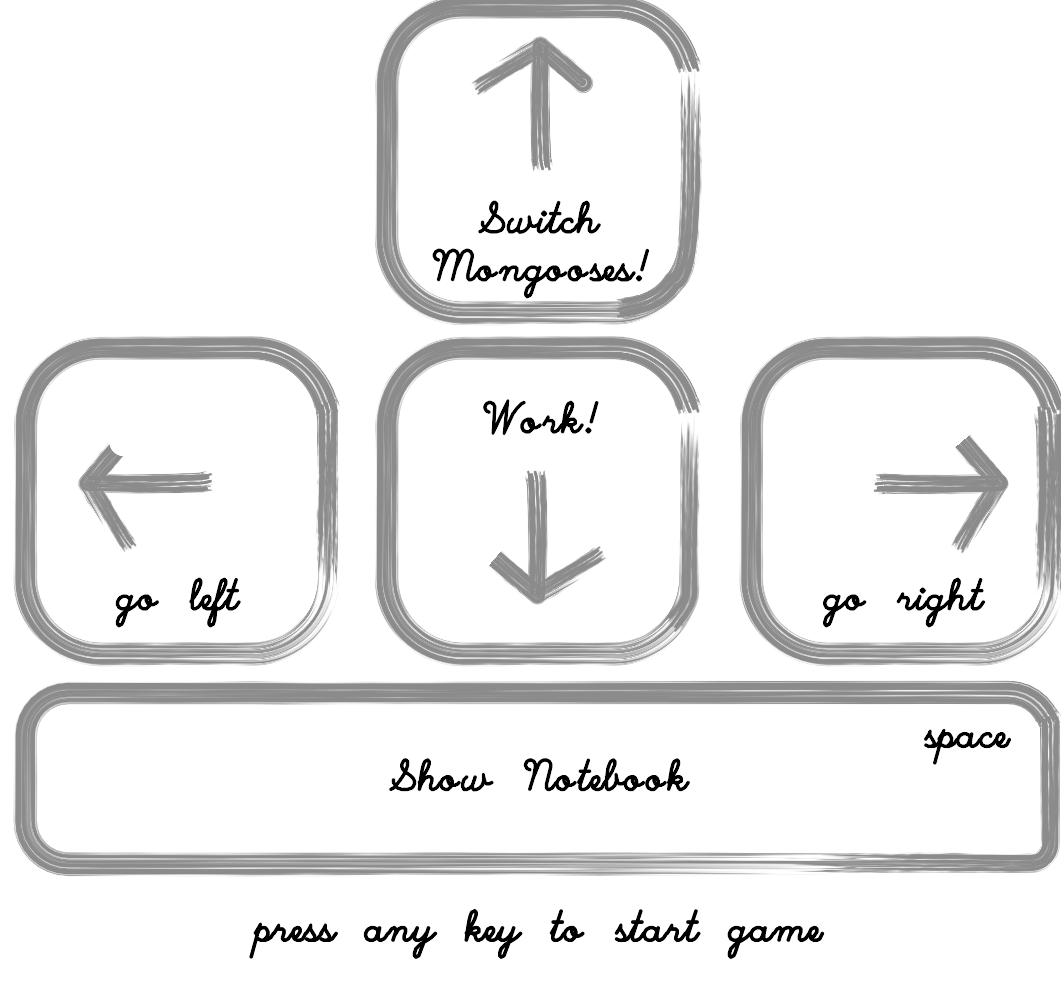 Switch
Mongooses!
Work!
go left
go right
space
Show Notebook
press any key to start game